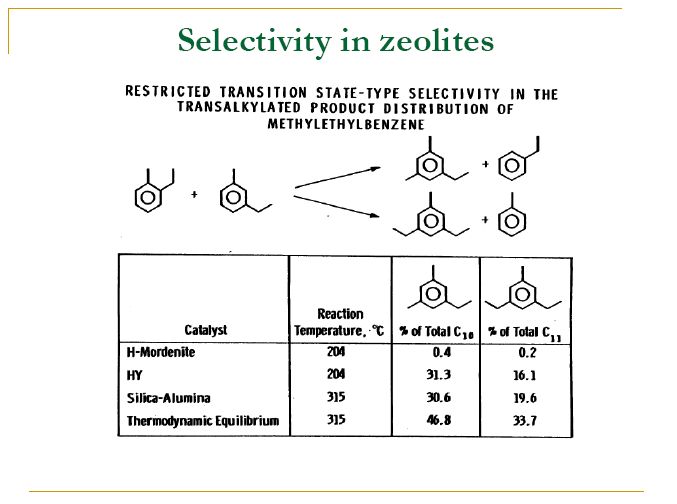 Selectivity in zeolites
RESTRICTED TRANSITION STATE-TYPE SELECTIVITY IN THE
TRANSALKYLATED PRODUCT DISTRIBUTION OF
METHYLETHYLBENZENE
+
+
+
Catalyst Reaction Temperature, °C % of Total C10 % of Total C11
H-Mordenite 204 0.4 0.2
HY 204 31.3 16.1
Silica-Alumina 315 30.6 19.6
Thermodynamic Equilibrium 315 46.8 33.7